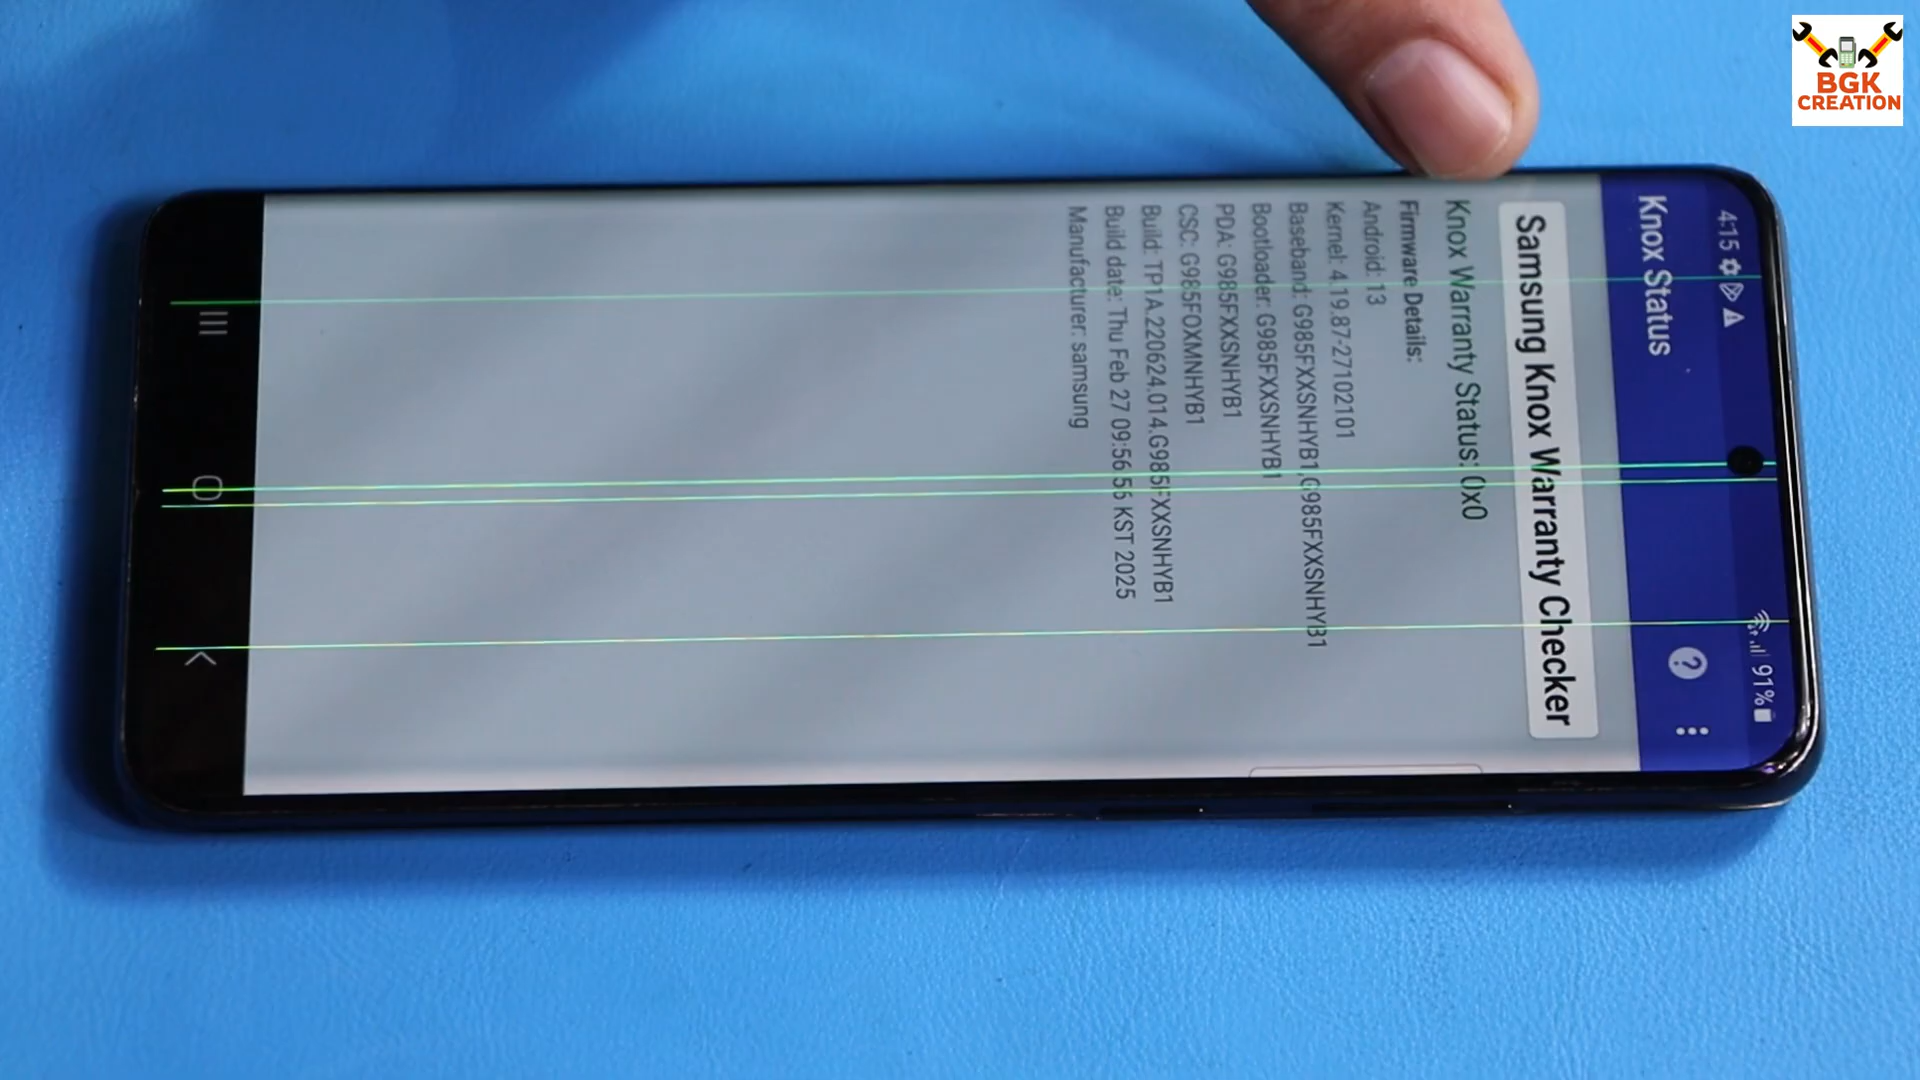 4:15
91%
Knox Status
?
Samsung Knox Warranty Checker
Knox Warranty Status: 0x0
Firmware Details:
Android: 13
Kernel: 4.19.87-27102101
Baseband: G985FXXSNHYB1,G985FXXSNHYB1
Bootloader: G985FXXSNHYB1
PDA: G985FXXSNHYB1
CSC: G985FOXMNHYB1
Build: TP1A.220624.014.G985FXXSNHYB1
Build date: Thu Feb 27 09:56:56 KST 2025
Manufacturer: samsung
BGK
CREATION